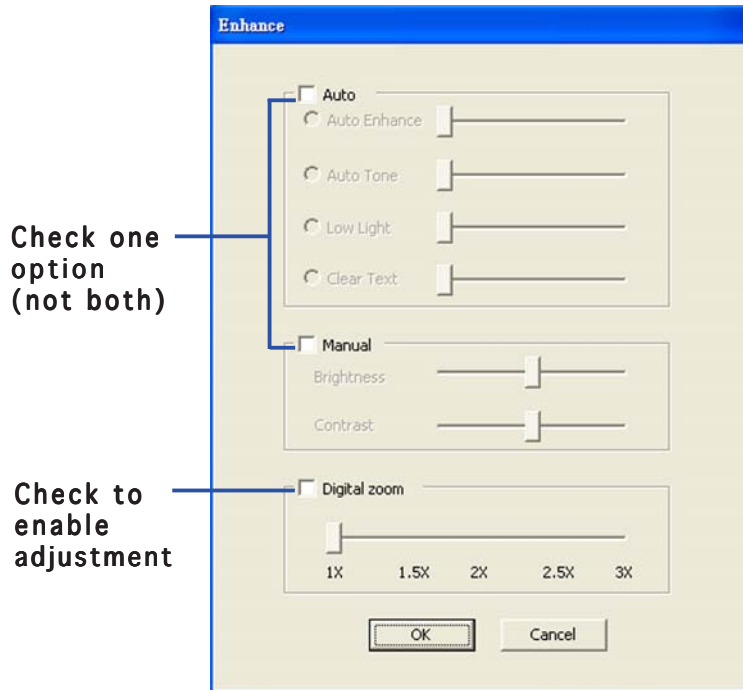 Enhance
Auto
Auto Enhance
Auto Tone
Low Light
Clear Text
Check one
option
(not both)
Manual
Brightness
Contrast
Check to
enable
adjustment
Digital zoom
1X 1.5X 2X 2.5X 3X
OK Cancel